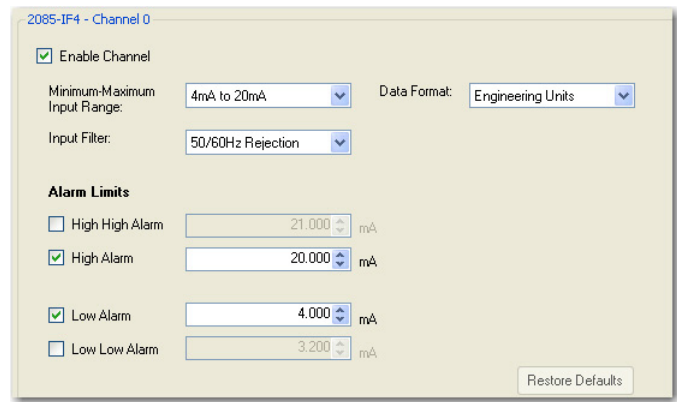 2085-IF4 - Channel 0
Enable Channel
Minimum-Maximum
Input Range:
4mA to 20mA
Data Format:
Engineering Units
Input Filter:
50/60Hz Rejection
Alarm Limits
High High Alarm
21.000
mA
High Alarm
20.000
mA
Low Alarm
4.000
mA
Low Low Alarm
3.200
mA
Restore Defaults